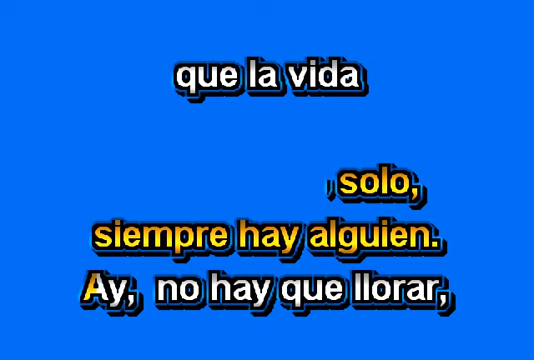 que la vida
solo,
siempre hay alguien.
Ay, no hay que llorar,